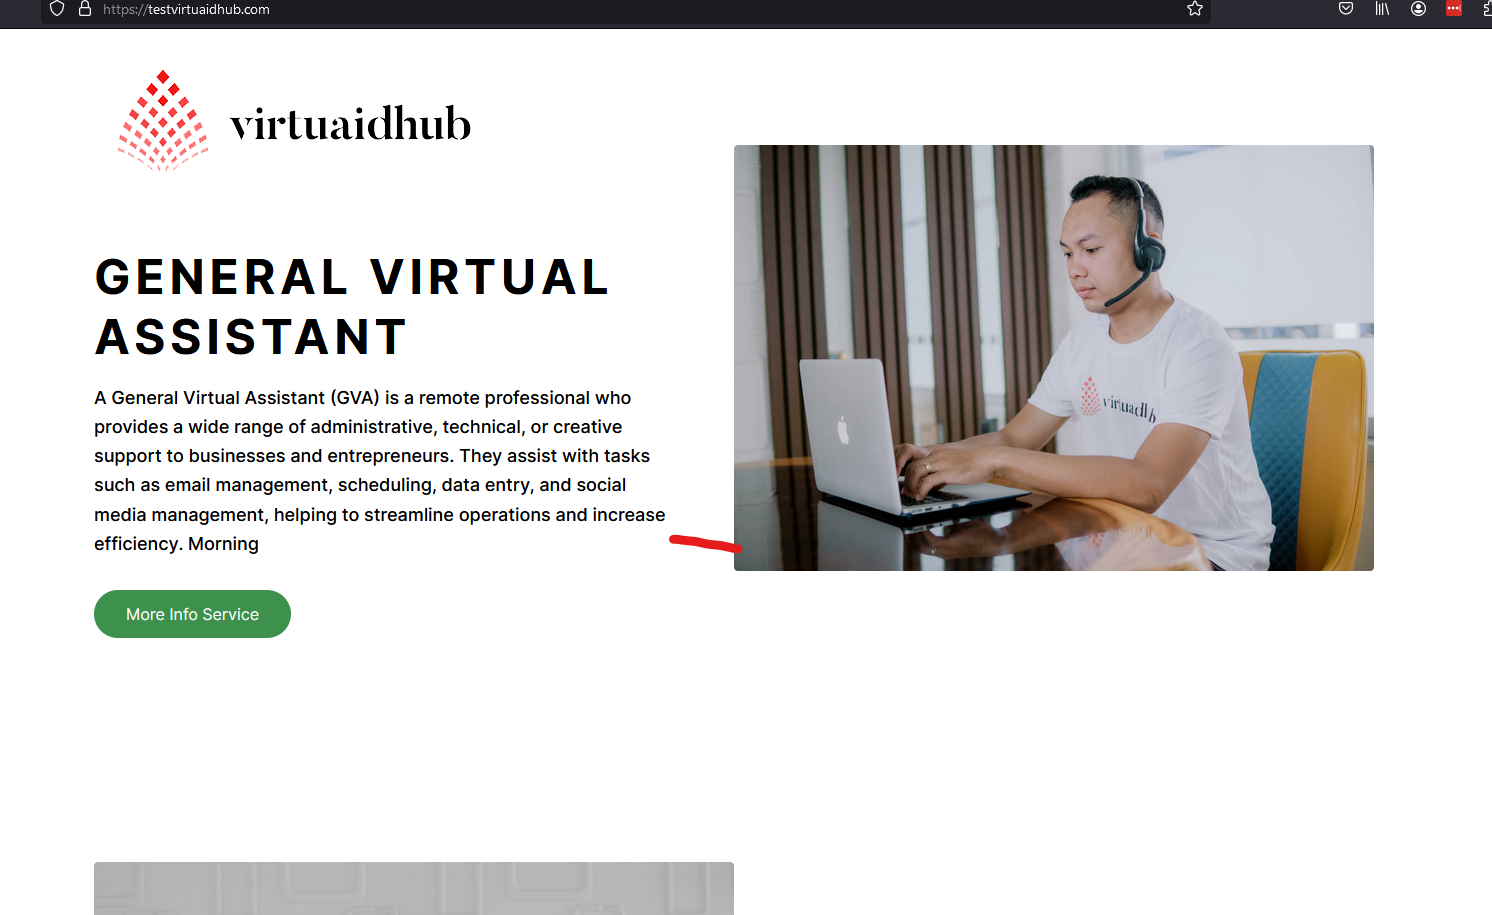 https://testvirtuaidhub.com
virtuaidhub
GENERAL VIRTUAL
ASSISTANT
A General Virtual Assistant (GVA) is a remote professional who
provides a wide range of administrative, technical, or creative
support to businesses and entrepreneurs. They assist with tasks
such as email management, scheduling, data entry, and social
media management, helping to streamline operations and increase
efficiency. Morning
More Info Service